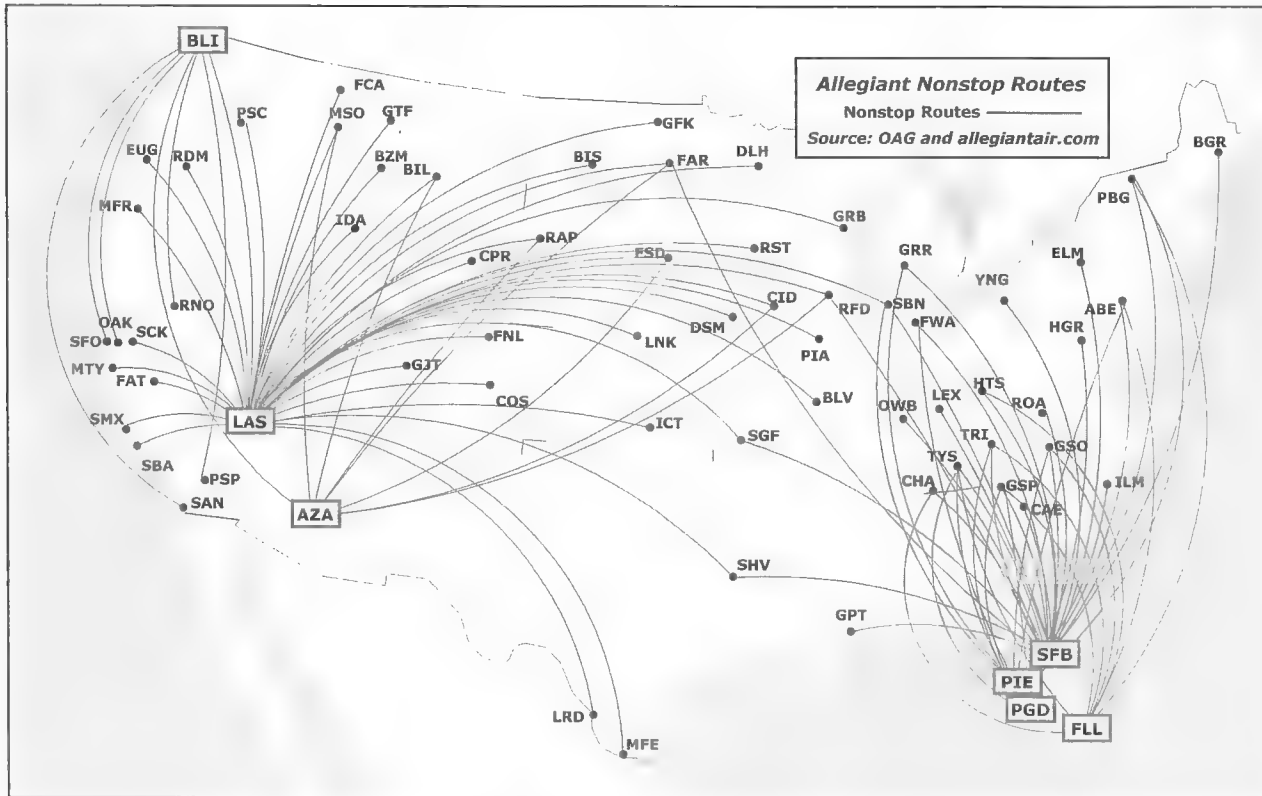 BLI
Allegiant Nonstop Routes
Nonstop Routes
Source: OAG and allegiantair.com
FCA
PSC
MSO
GTF
GFK
BGR
EUG
RDM
BZM
BIL
BIS
FAR
DLH
PBG
MFR
IDA
GRB
RAP
CPR
FSD
RST
GRR
ELM
YNG
RNO
CID
RFD
SBN
ABE
OAK
SCK
DSM
FWA
HGR
SFO
FNL
LNK
PIA
MTY
FAT
GJT
COS
BLV
HTS
LEX
OWB
ROA
SMX
LAS
ICT
SGF
TRI
GSO
SBA
TYS
PSP
CHA
GSP
ILM
SAN
AZA
CAE
SHV
GPT
SFB
PIE
PGD
LRD
FLL
MFE